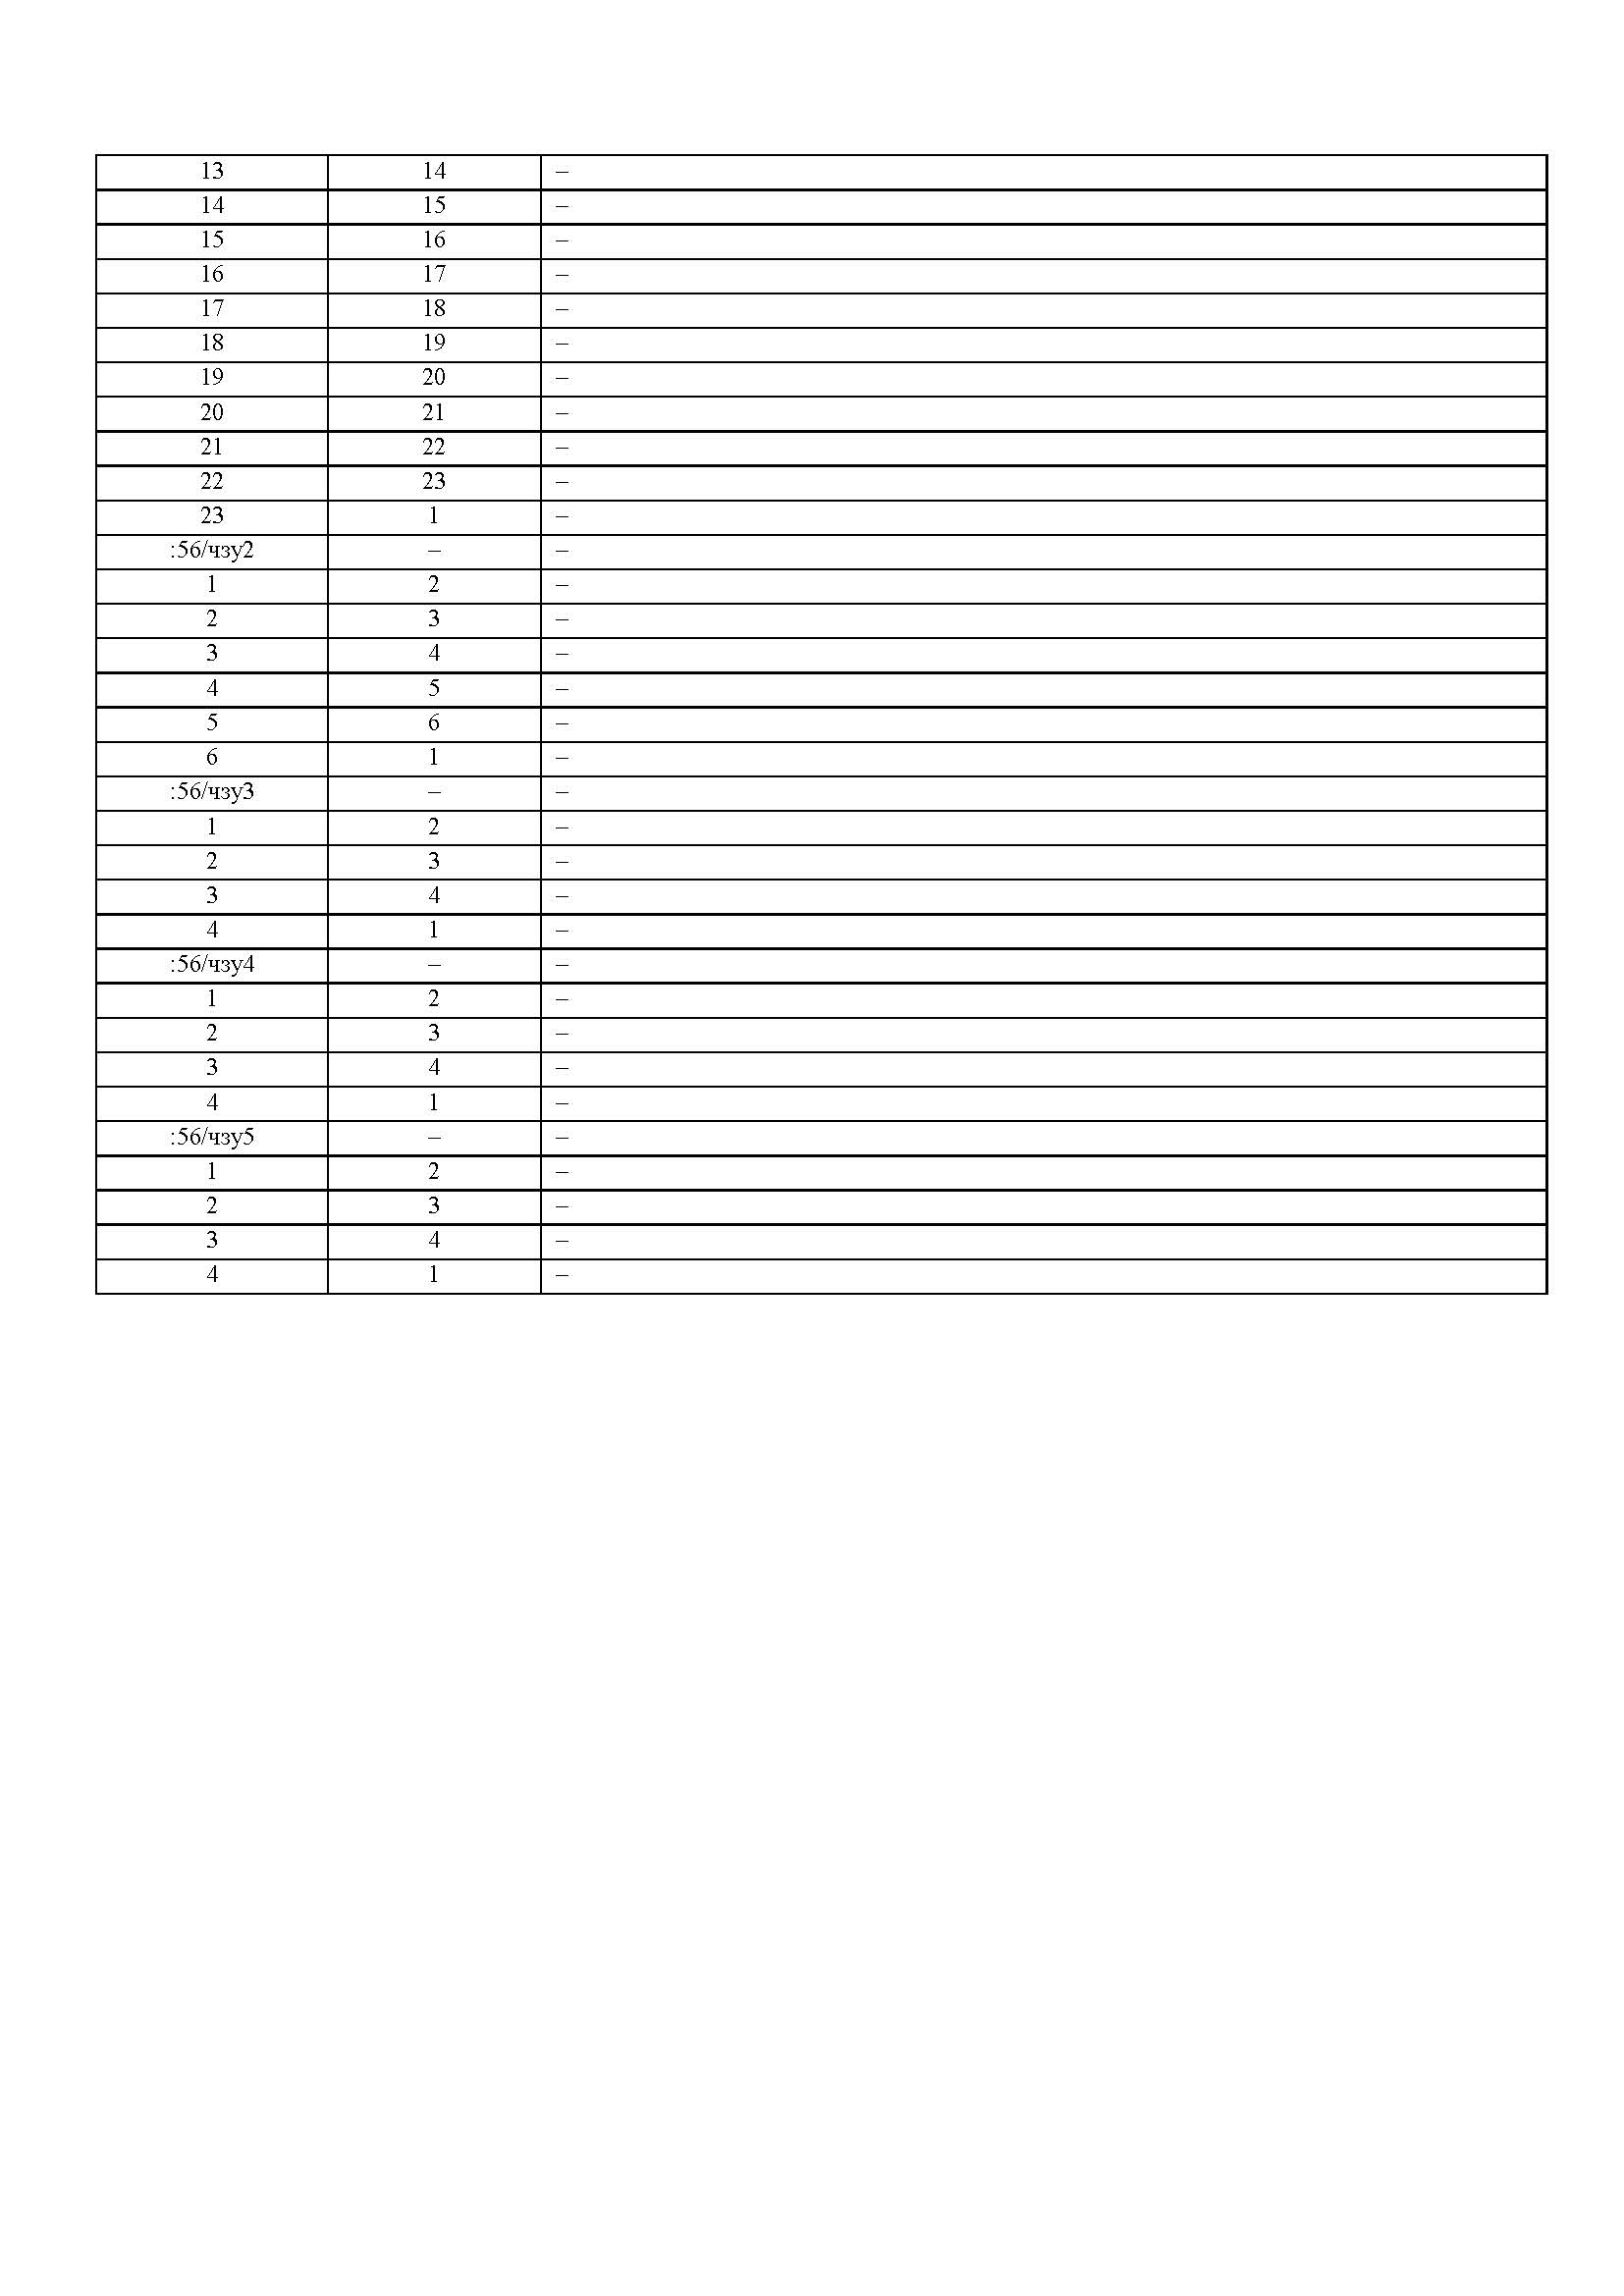 13 14 –
14 15 –
15 16 –
16 17 –
17 18 –
18 19 –
19 20 –
20 21 –
21 22 –
22 23 –
23 1 –
:56/чзу2 – –
1 2 –
2 3 –
3 4 –
4 5 –
5 6 –
6 1 –
:56/чзу3 – –
1 2 –
2 3 –
3 4 –
4 1 –
:56/чзу4 – –
1 2 –
2 3 –
3 4 –
4 1 –
:56/чзу5 – –
1 2 –
2 3 –
3 4 –
4 1 –